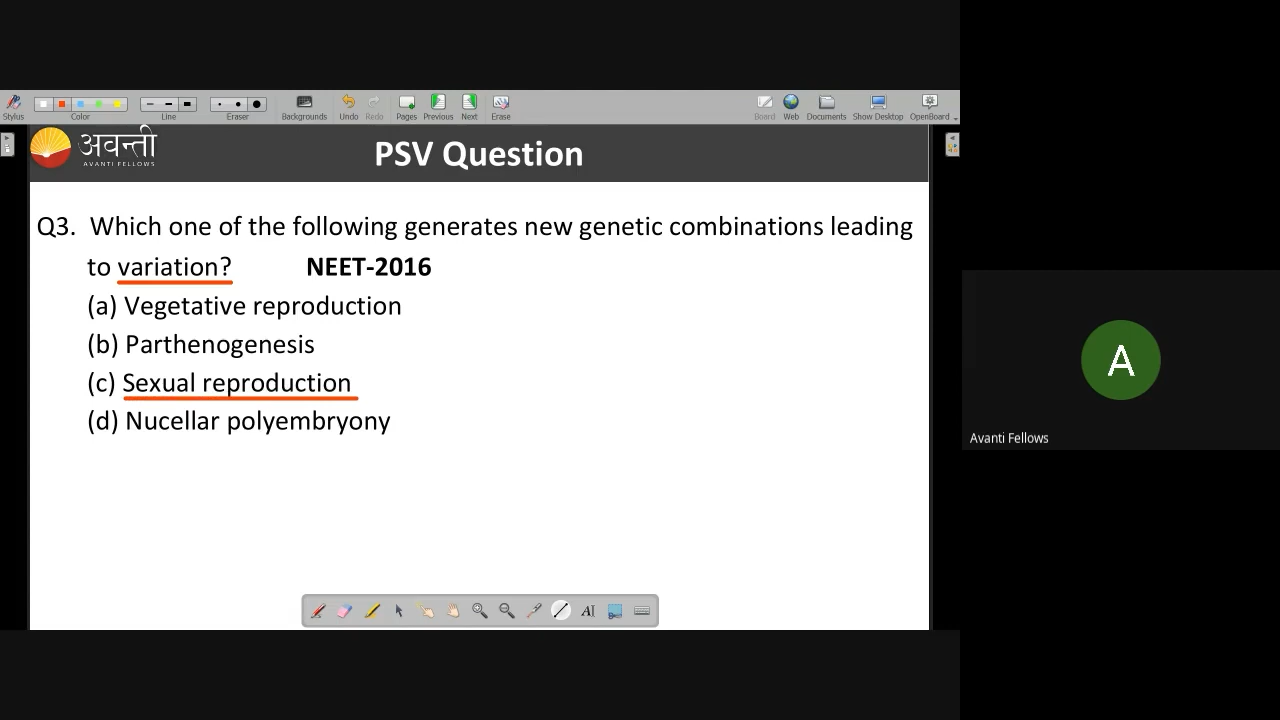 Stylus
Color
Line
Eraser
Backgrounds
Undo
Redo
Pages
Previous
Next
Erase
Board
Web
Documents
Show Desktop
OpenBoard
अवन्ती
AVANTI FELLOWS
PSV Question
Q3. Which one of the following generates new genetic combinations leading
to variation? NEET-2016
(a) Vegetative reproduction
(b) Parthenogenesis
(c) Sexual reproduction
(d) Nucellar polyembryony
AI
A
Avanti Fellows